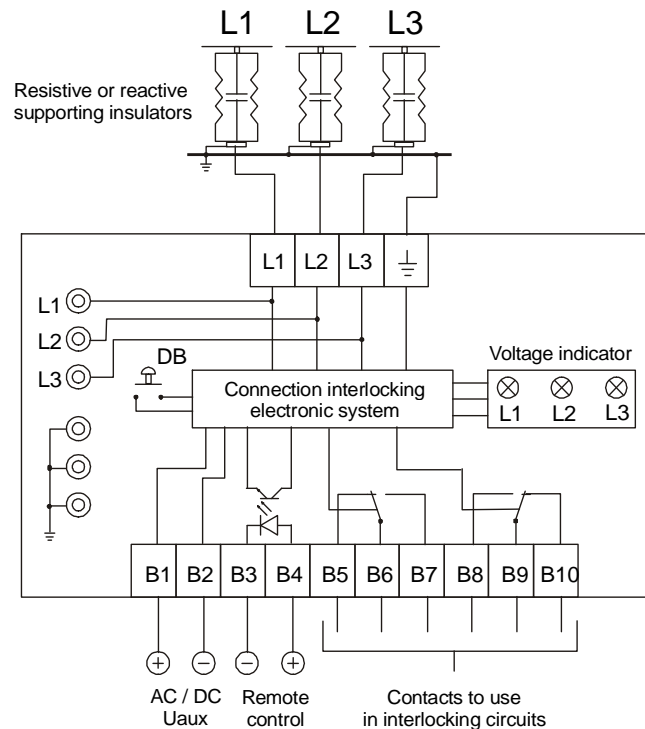 L1 L2 L3
Resistive or reactive
supporting insulators
L1 L2 L3
L1
L2
L3
DB
Voltage indicator
Connection interlocking
electronic system
L1 L2 L3
B1 B2 B3 B4 B5 B6 B7 B8 B9 B10
+ − − +
AC / DC
Uaux
Remote
control
Contacts to use
in interlocking circuits